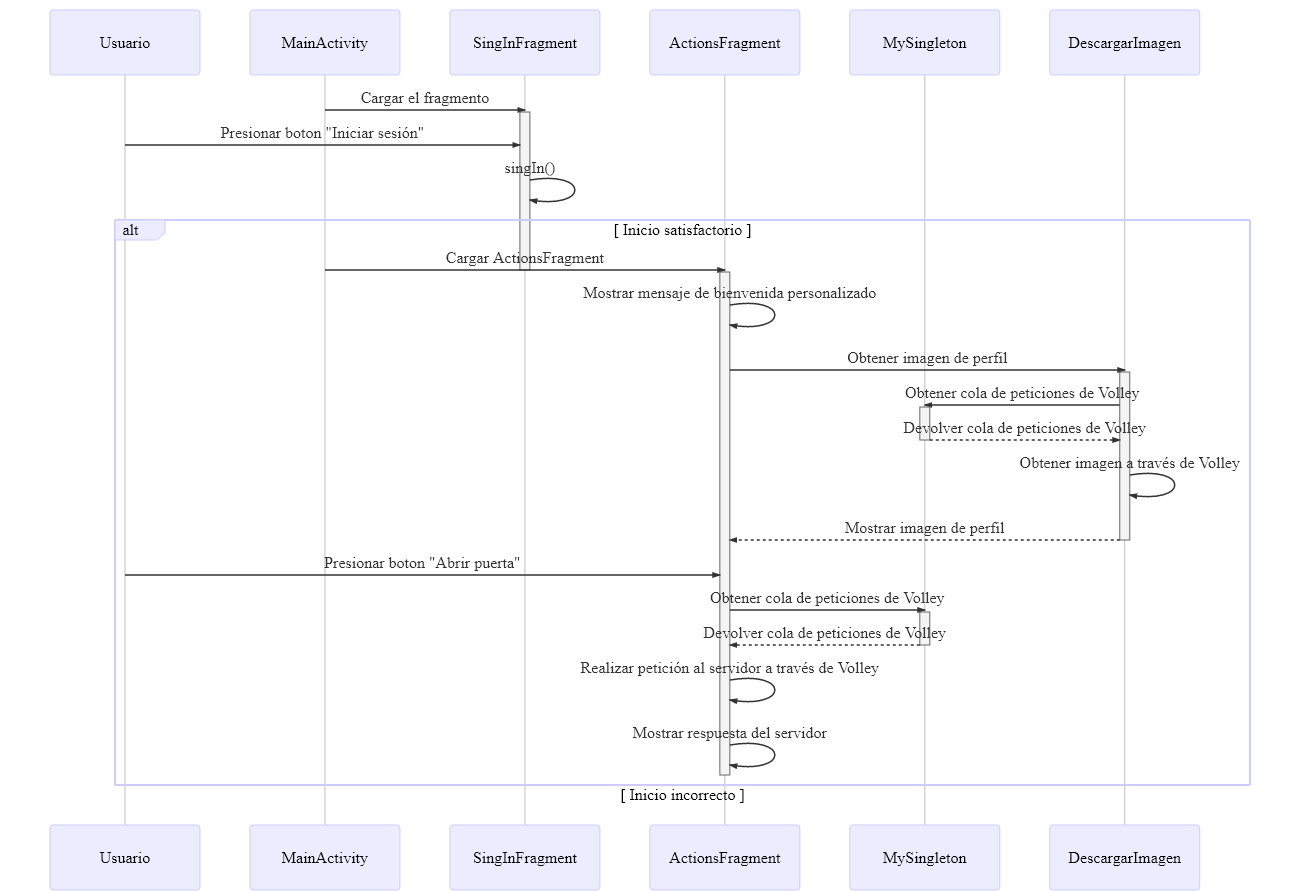 Usuario
MainActivity
SingInFragment
ActionsFragment
MySingleton
DescargarImagen
Cargar el fragmento
Presionar boton "Iniciar sesión"
singIn()
alt
[ Inicio satisfactorio ]
Cargar ActionsFragment
Mostrar mensaje de bienvenida personalizado
Obtener imagen de perfil
Obtener cola de peticiones de Volley
Devolver cola de peticiones de Volley
Obtener imagen a través de Volley
Mostrar imagen de perfil
Presionar boton "Abrir puerta"
Obtener cola de peticiones de Volley
Devolver cola de peticiones de Volley
Realizar petición al servidor a través de Volley
Mostrar respuesta del servidor
[ Inicio incorrecto ]
Usuario
MainActivity
SingInFragment
ActionsFragment
MySingleton
DescargarImagen